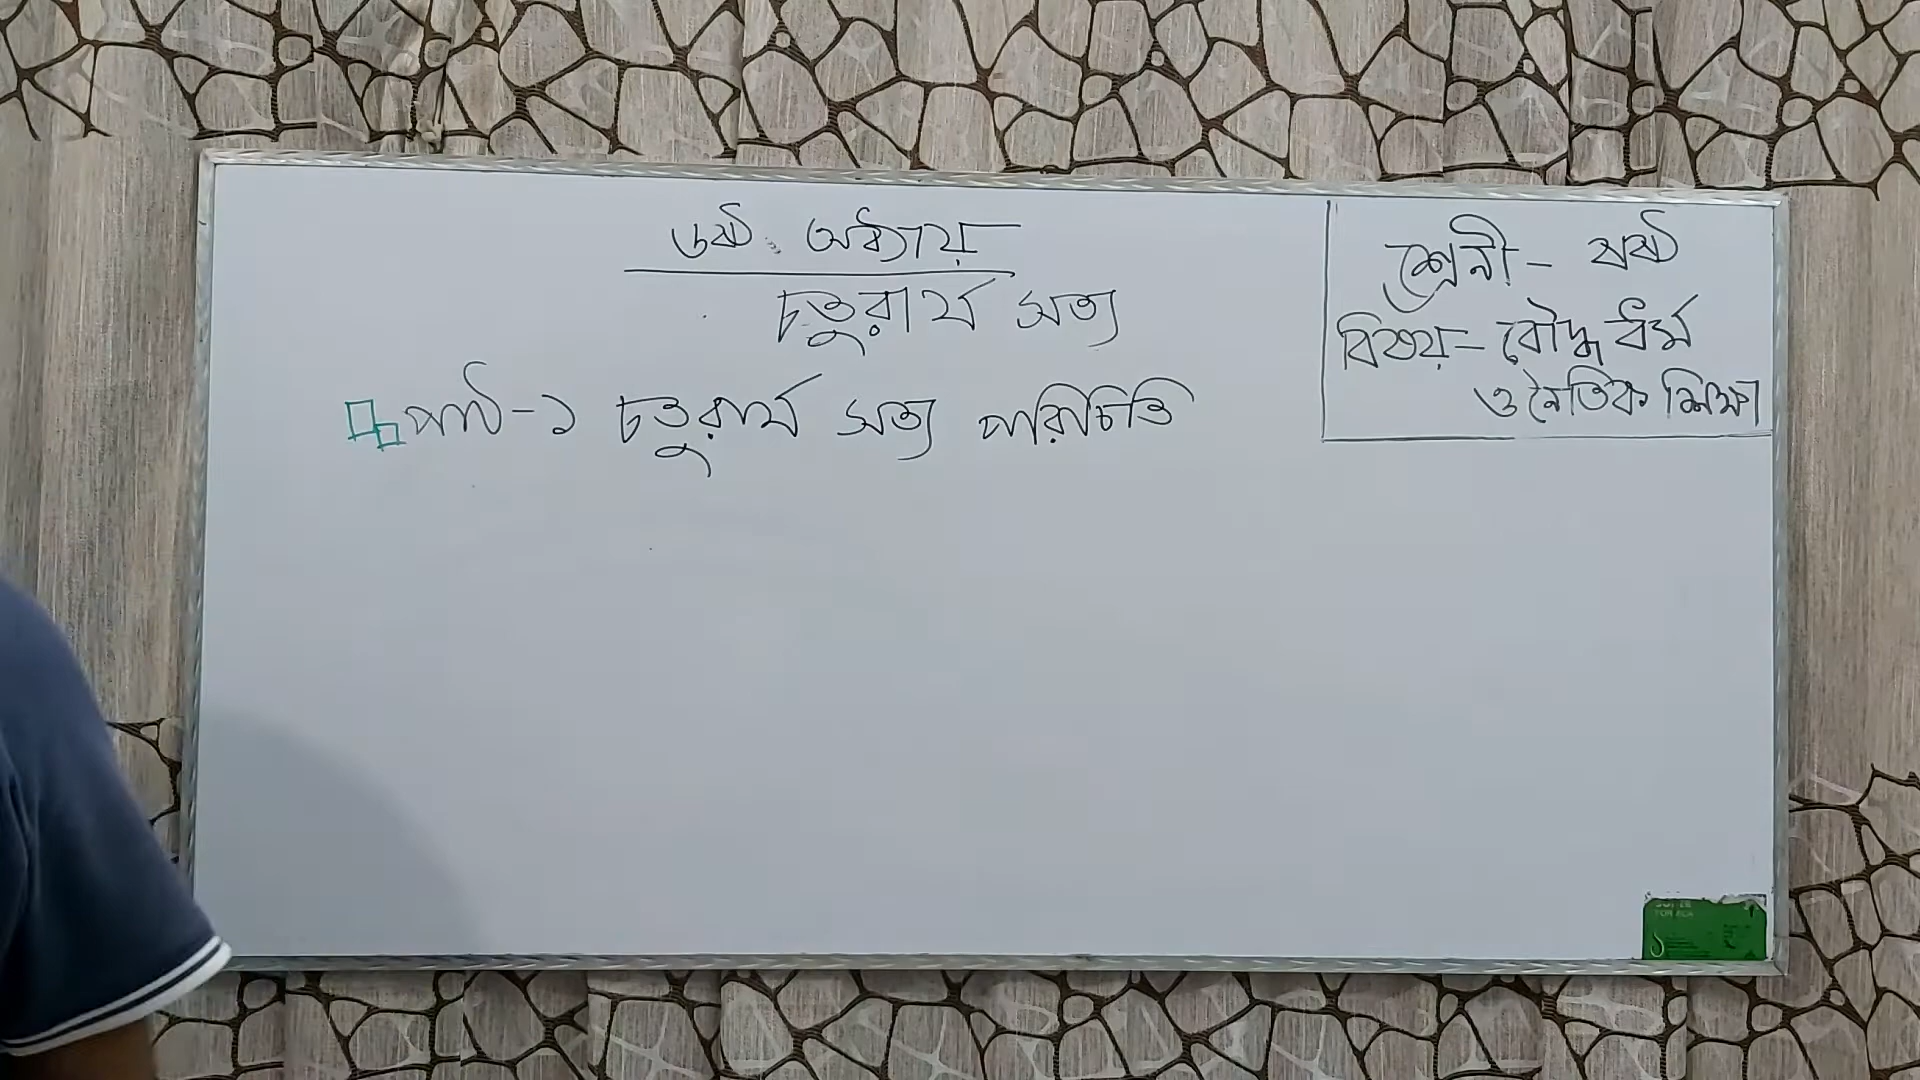 ৬ষ্ঠ অধ্যায়
চতুরার্য সত্য
পাঠ-১ চতুরার্য সত্য পরিচিতি
শ্রেনী- ষষ্ঠ
বিষয়- বৌদ্ধ ধর্ম
ও নৈতিক শিক্ষা